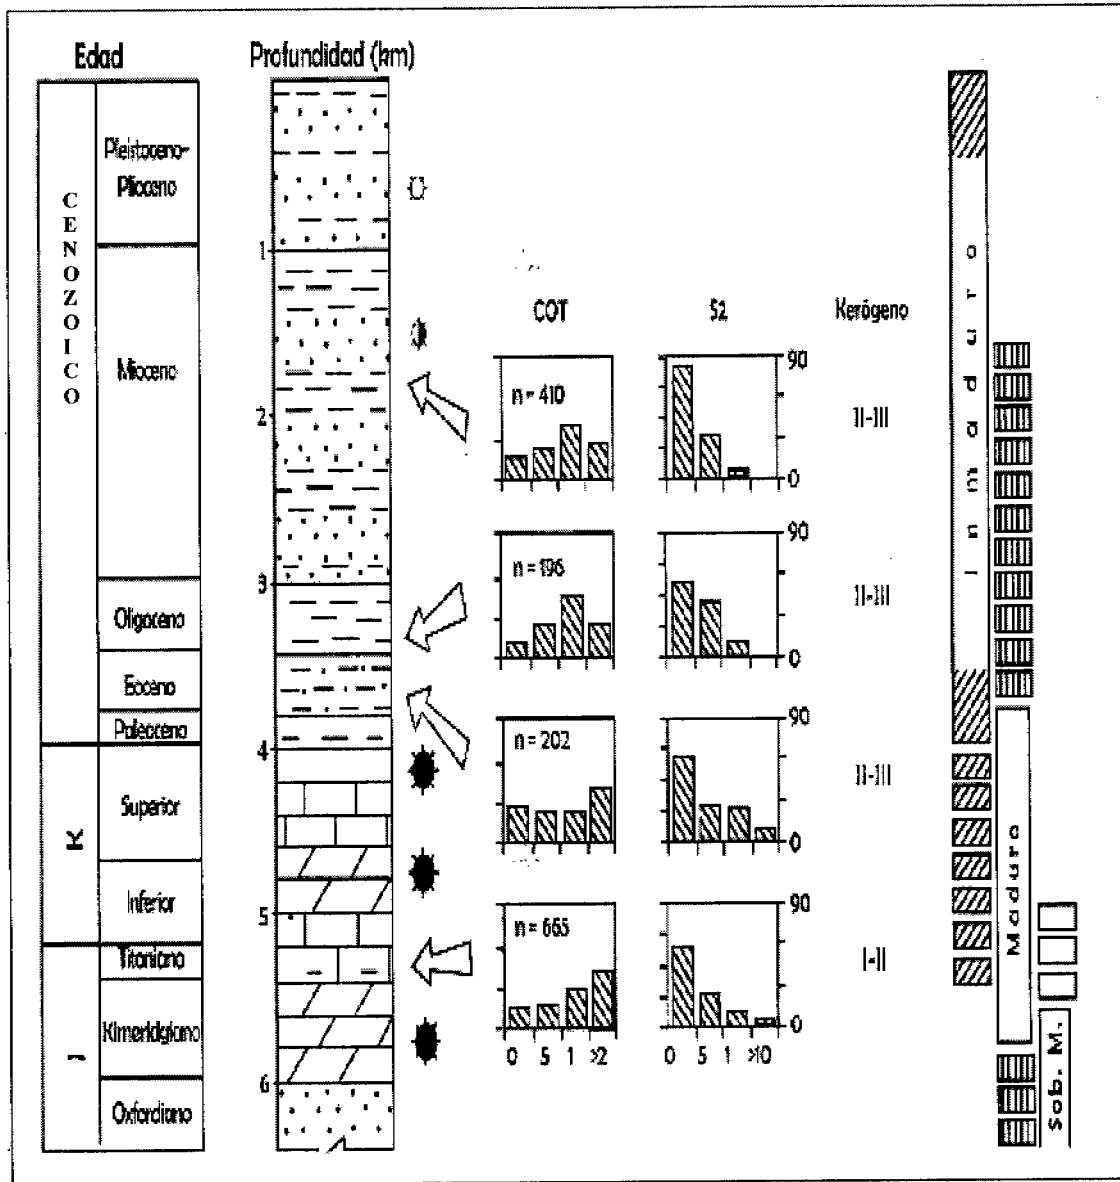 Edad
Profundidad (km)
CENOZOICO
Pleistoceno-
Plioceno
1
Mioceno
COT
S2
Kerógeno
n = 410
90
0
II-III
2
Inmaduro
3
Oligoceno
n = 196
90
0
II-III
Eoceno
Paleoceno
4
n = 202
90
0
II-III
K
Superior
Inferior
5
Maduro
n = 665
90
0
I-II
J
Titoniano
Kimeridgiano
0 5 1 >2
0 5 1 >10
6
Oxfordiano
Sob. M.